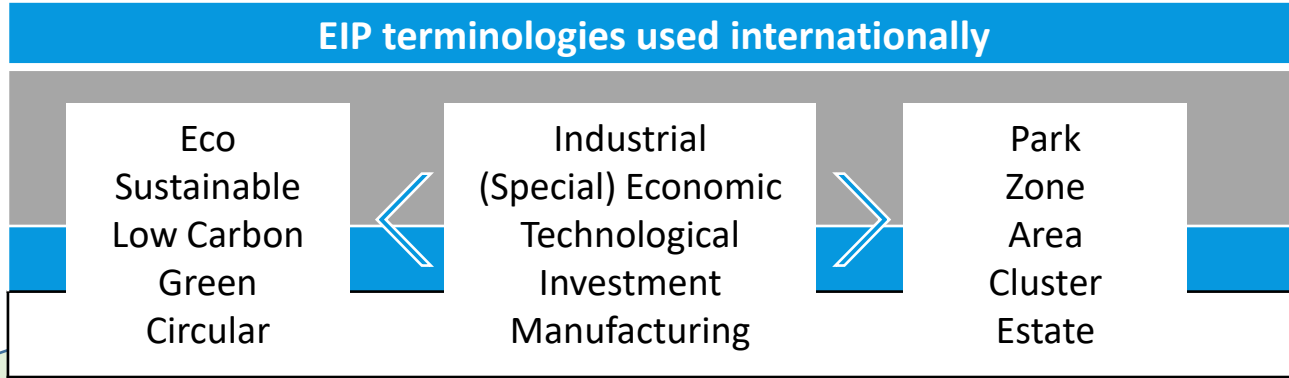 EIP terminologies used internationally
Eco
Sustainable
Low Carbon
Green
Circular
Industrial
(Special) Economic
Technological
Investment
Manufacturing
Park
Zone
Area
Cluster
Estate